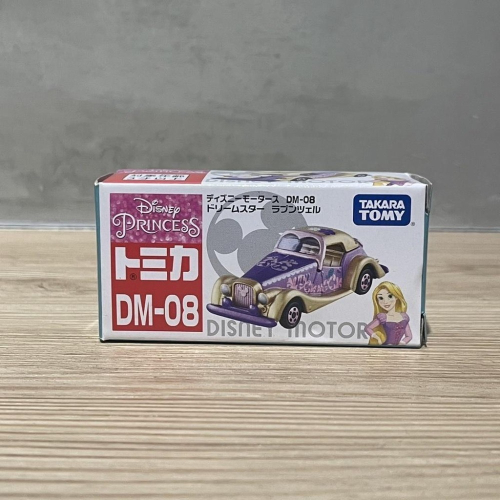 Disney
PRINCESS
トミカ
DM-08
ディズニーモータース DM-08
ドリームスター ラプンツェル
TAKARA
TOMY
DISNEY MOTOR